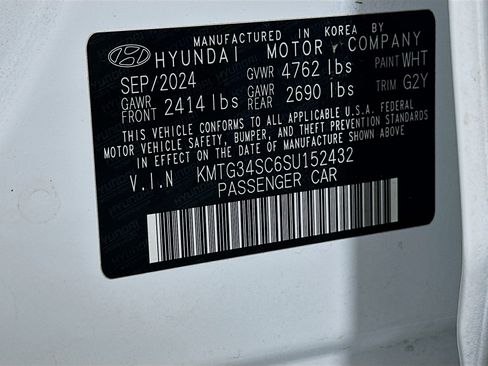 MANUFACTURED IN KOREA BY
HYUNDAI MOTOR COMPANY
SEP/2024 GVWR 4762 lbs PAINT WHT
GAWR FRONT 2414 lbs GAWR REAR 2690 lbs TRIM G2Y
THIS VEHICLE CONFORMS TO ALL APPLICABLE U.S.A. FEDERAL
MOTOR VEHICLE SAFETY, BUMPER, AND THEFT PREVENTION STANDARDS
IN EFFECT ON THE DATE OF MANUFACTURE SHOWN ABOVE.
V.I.N KMTG34SC6SU152432
PASSENGER CAR